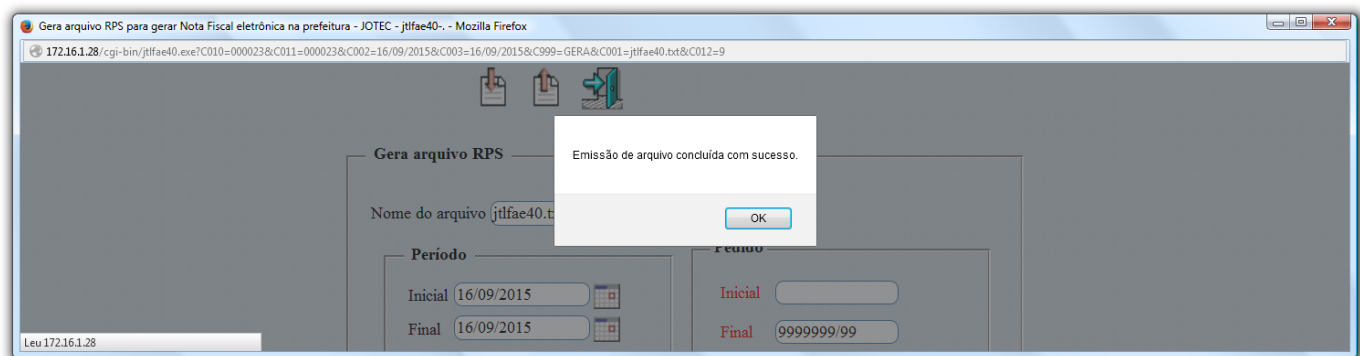 Gera arquivo RPS para gerar Nota Fiscal eletrônica na prefeitura - JOTEC - jtlfae40-. - Mozilla Firefox
172.16.1.28/cgi-bin/jtlfae40.exe?C010=000023&C011=000023&C002=16/09/2015&C003=16/09/2015&C999=GERA&C001=jtlfae40.txt&C012=9
Gera arquivo RPS
Emissão de arquivo concluída com sucesso.
OK
Nome do arquivo jtlfae40.t
Período
Pedido
Inicial 16/09/2015
Inicial
Final 16/09/2015
Final 9999999/99
Leu 172.16.1.28